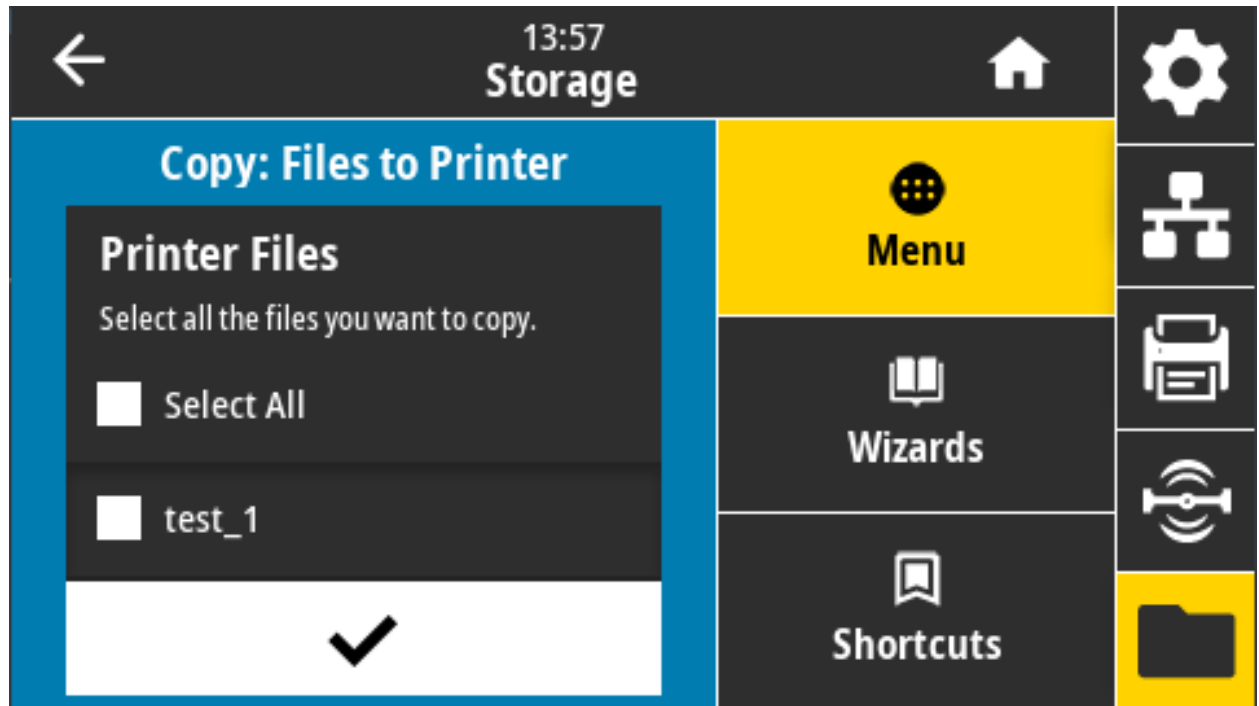 13:57
Storage
Copy: Files to Printer
Printer Files
Select all the files you want to copy.
Select All
test_1
Menu
Wizards
Shortcuts